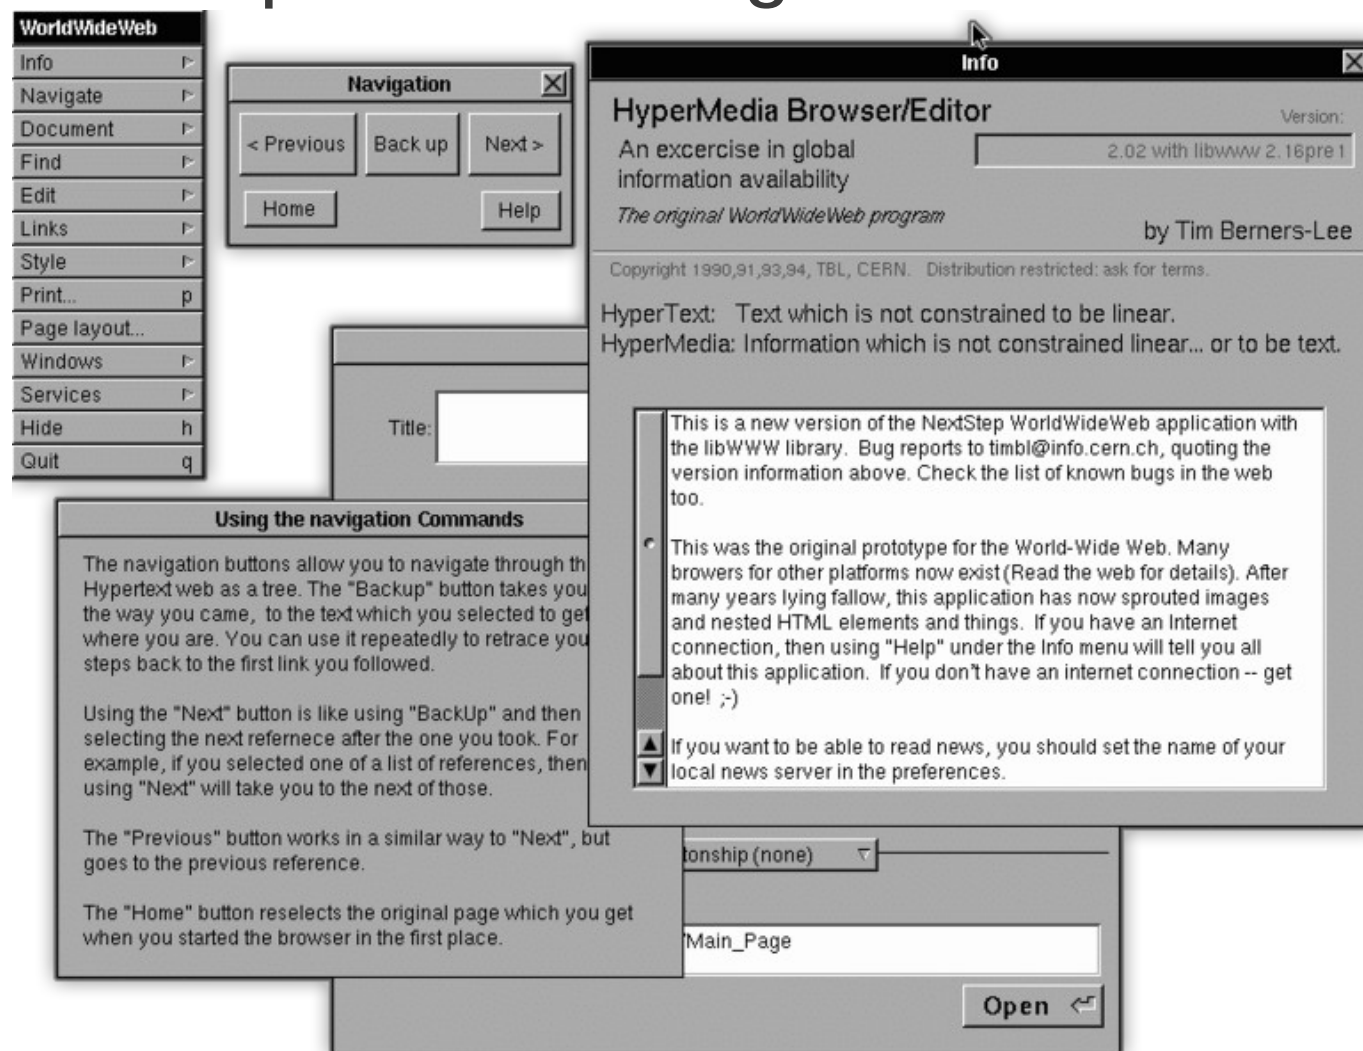 WorldWideWeb
Info
Navigate
Document
Find
Edit
Links
Style
Print... p
Page layout...
Windows
Services
Hide h
Quit q
Navigation
< Previous Back up Next >
Home Help
Info
HyperMedia Browser/Editor
Version:
An excercise in global
information availability
2.02 with libwww 2.16pre1
The original WorldWideWeb program
by Tim Berners-Lee
Copyright 1990,91,93,94, TBL, CERN. Distribution restricted: ask for terms.
HyperText: Text which is not constrained to be linear.
HyperMedia: Information which is not constrained linear... or to be text.
This is a new version of the NextStep WorldWideWeb application with
the libWWW library. Bug reports to timbl@info.cern.ch, quoting the
version information above. Check the list of known bugs in the web
too.
This was the original prototype for the World-Wide Web. Many
browers for other platforms now exist (Read the web for details). After
many years lying fallow, this application has now sprouted images
and nested HTML elements and things. If you have an Internet
connection, then using "Help" under the Info menu will tell you all
about this application. If you don't have an internet connection -- get
one! ;-)
If you want to be able to read news, you should set the name of your
local news server in the preferences.
Title:
Using the navigation Commands
The navigation buttons allow you to navigate through th
Hypertext web as a tree. The "Backup" button takes you
the way you came, to the text which you selected to get
where you are. You can use it repeatedly to retrace you
steps back to the first link you followed.
Using the "Next" button is like using "BackUp" and then
selecting the next refernece after the one you took. For
example, if you selected one of a list of references, then
using "Next" will take you to the next of those.
The "Previous" button works in a similar way to "Next", but
goes to the previous reference.
The "Home" button reselects the original page which you get
when you started the browser in the first place.
tonship (none)
/Main_Page
Open